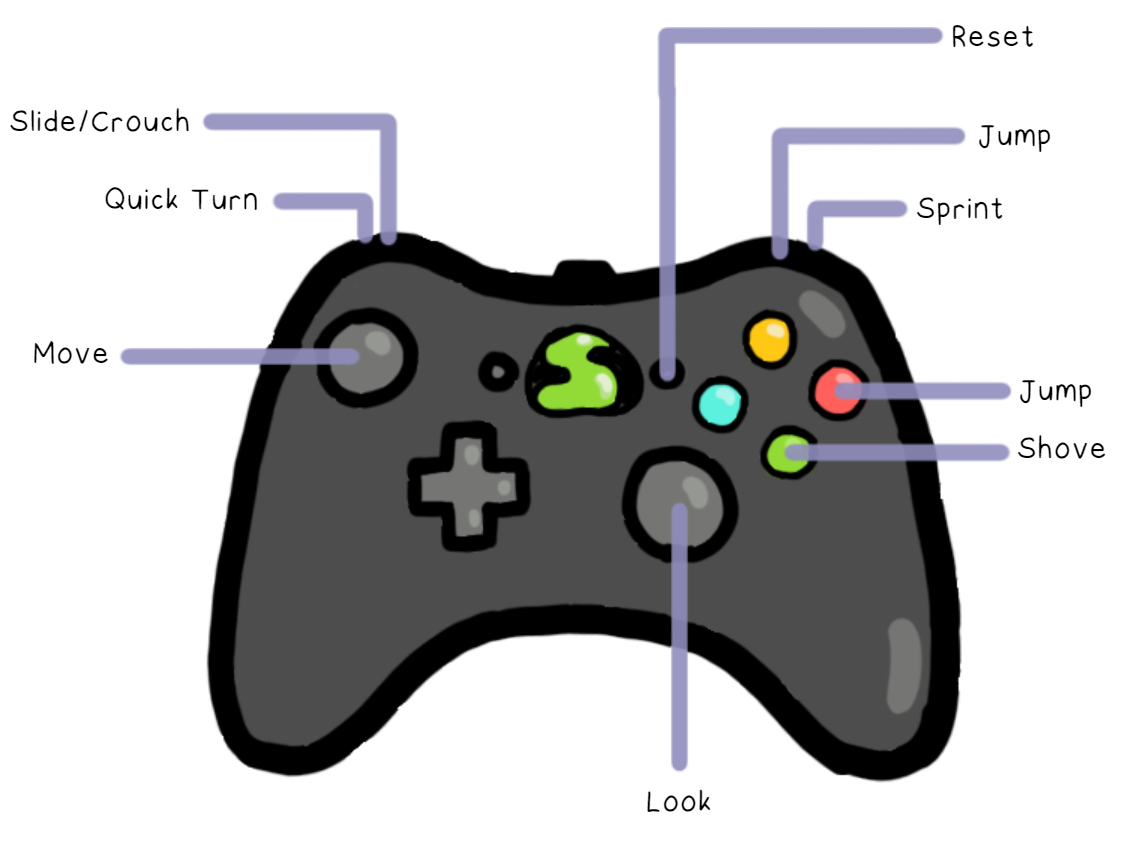 Reset
Slide/Crouch
Jump
Quick Turn
Sprint
Move
Jump
Shove
Look